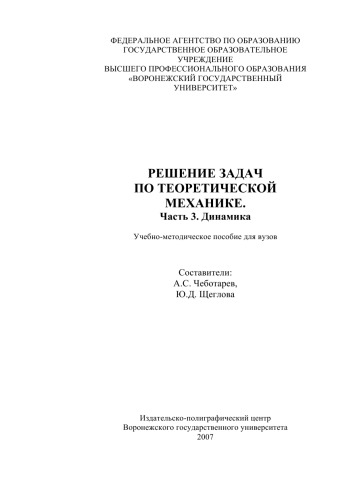 ФЕДЕРАЛЬНОЕ АГЕНТСТВО ПО ОБРАЗОВАНИЮ
ГОСУДАРСТВЕННОЕ ОБРАЗОВАТЕЛЬНОЕ
УЧРЕЖДЕНИЕ
ВЫСШЕГО ПРОФЕССИОНАЛЬНОГО ОБРАЗОВАНИЯ
«ВОРОНЕЖСКИЙ ГОСУДАРСТВЕННЫЙ
УНИВЕРСИТЕТ»
РЕШЕНИЕ ЗАДАЧ
ПО ТЕОРЕТИЧЕСКОЙ
МЕХАНИКЕ.
Часть 3. Динамика
Учебно-методическое пособие для вузов
Составители:
А.С. Чеботарев,
Ю.Д. Щеглова
Издательско-полиграфический центр
Воронежского государственного университета
2007